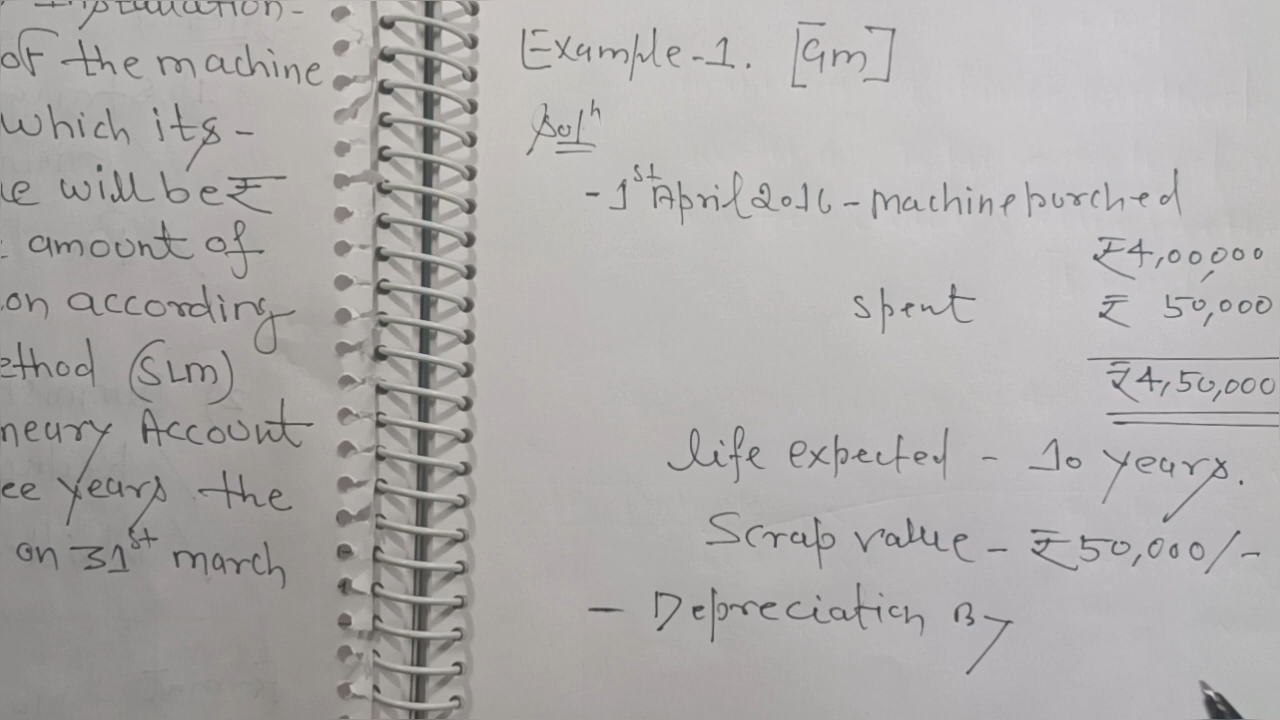 Installation-
of the machine
which its-
ue will be ₹
amount of
on according
ethod (SLM)
neary Account
ee years the
on 31st march
Example-1. [9m]
Solⁿ
- 1st April 2016 - machine purched
₹4,00,000
spent ₹ 50,000
₹4,50,000
life expected - 10 years.
Scrap value - ₹50,000/-
- Depreciation By